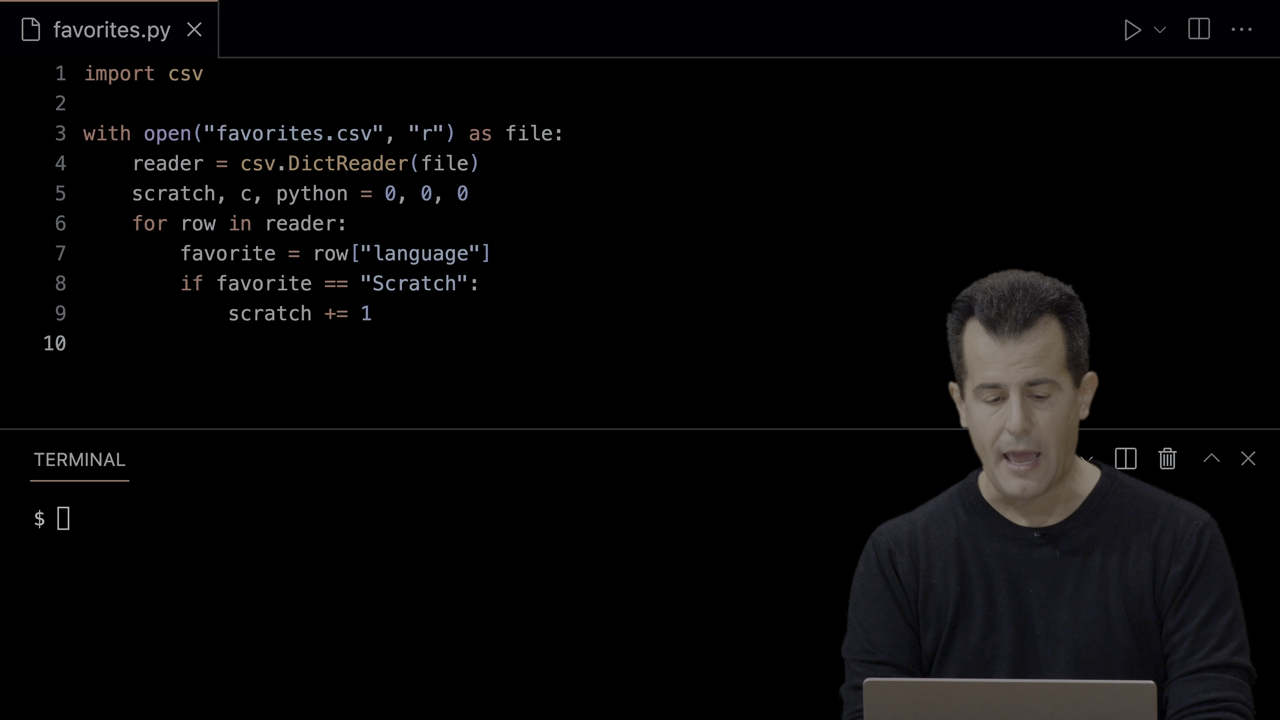 favorites.py
1 import csv
2
3 with open("favorites.csv", "r") as file:
4     reader = csv.DictReader(file)
5     scratch, c, python = 0, 0, 0
6     for row in reader:
7         favorite = row["language"]
8         if favorite == "Scratch":
9             scratch += 1
10
TERMINAL
$